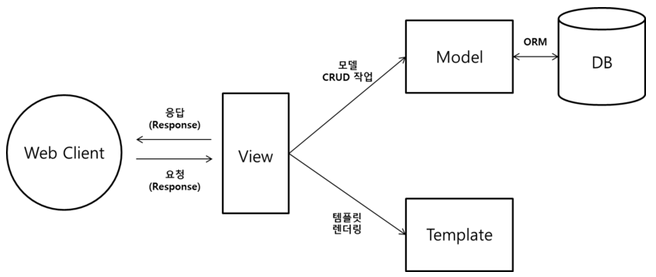 Web Client
응답
(Response)
요청
(Response)
View
모델
CRUD 작업
Model
ORM
DB
템플릿
렌더링
Template